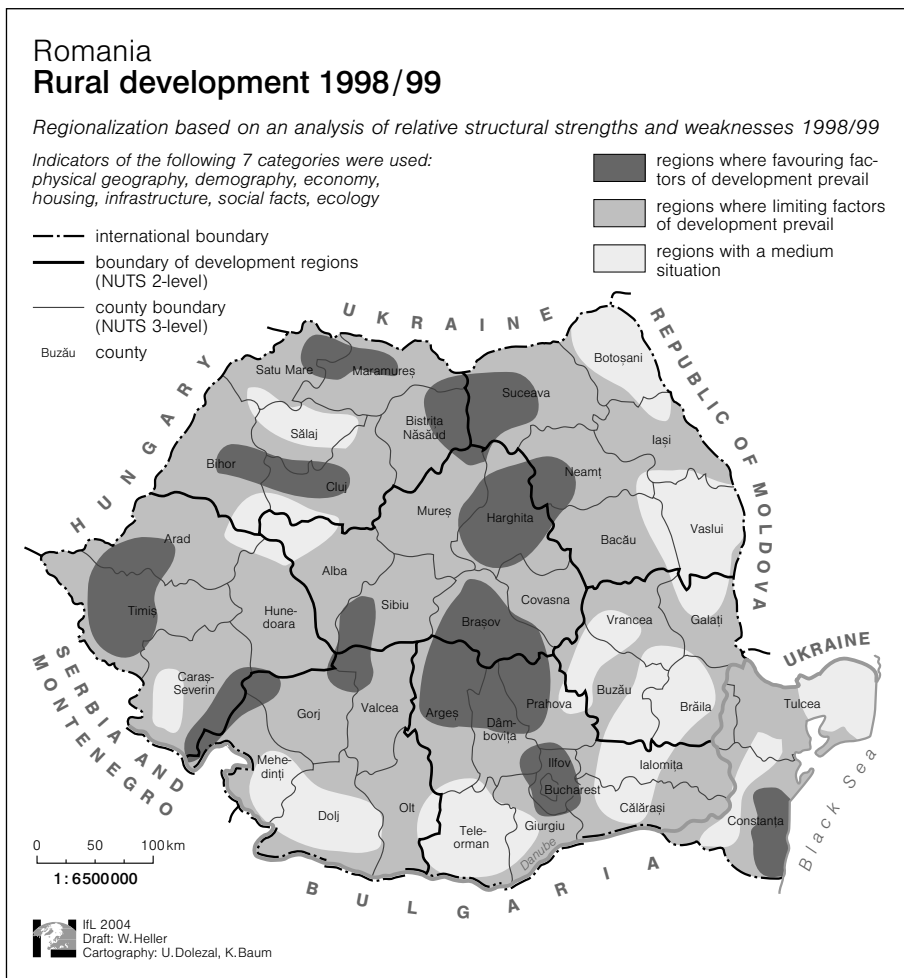 Romania
Rural development 1998/99
Regionalization based on an analysis of relative structural strengths and weaknesses 1998/99
Indicators of the following 7 categories were used:
physical geography, demography, economy,
housing, infrastructure, social facts, ecology
international boundary
boundary of development regions
(NUTS 2-level)
county boundary
(NUTS 3-level)
Buzău county
regions where favouring fac-
tors of development prevail
regions where limiting factors
of development prevail
regions with a medium
situation
UKRAINE
REPUBLIC OF MOLDOVA
HUNGARY
Botoșani
Satu Mare
Maramureș
Suceava
Bistrița
Năsăud
Sălaj
Iași
Bihor
Cluj
Neamț
Mureș
Harghita
Vaslui
Bacău
Arad
Alba
Covasna
Timiș
Hune-
doara
Sibiu
Brașov
Vrancea
Galați
UKRAINE
SERBIA AND
MONTENEGRO
Caraș-
Severin
Gorj
Valcea
Argeș
Dâm-
bovița
Prahova
Buzău
Brăila
Tulcea
Mehe-
dinți
Ilfov
Bucharest
Ialomița
Călărași
Dolj
Olt
Tele-
orman
Giurgiu
Constanța
Danube
Black Sea
BULGARIA
0 50 100 km
1 : 6500000
IfL 2004
Draft: W. Heller
Cartography: U. Dolezal, K. Baum